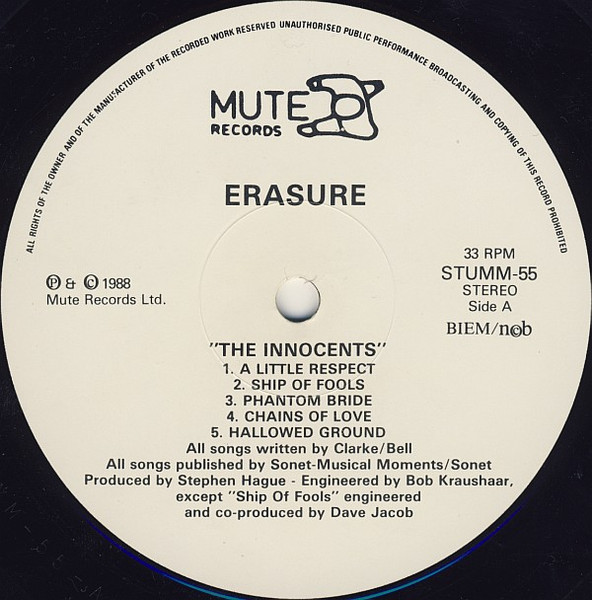 ALL RIGHTS OF THE OWNER AND OF THE MANUFACTURER OF THE RECORDED WORK RESERVED UNAUTHORISED PUBLIC PERFORMANCE BROADCASTING AND COPYING OF THIS RECORD PROHIBITED
MUTE
RECORDS
ERASURE
℗ & © 1988
Mute Records Ltd.
33 RPM
STUMM-55
STEREO
Side A
BIEM/n©b
"THE INNOCENTS"
1. A LITTLE RESPECT
2. SHIP OF FOOLS
3. PHANTOM BRIDE
4. CHAINS OF LOVE
5. HALLOWED GROUND
All songs written by Clarke/Bell
All songs published by Sonet-Musical Moments/Sonet
Produced by Stephen Hague - Engineered by Bob Kraushaar,
except "Ship Of Fools" engineered
and co-produced by Dave Jacob